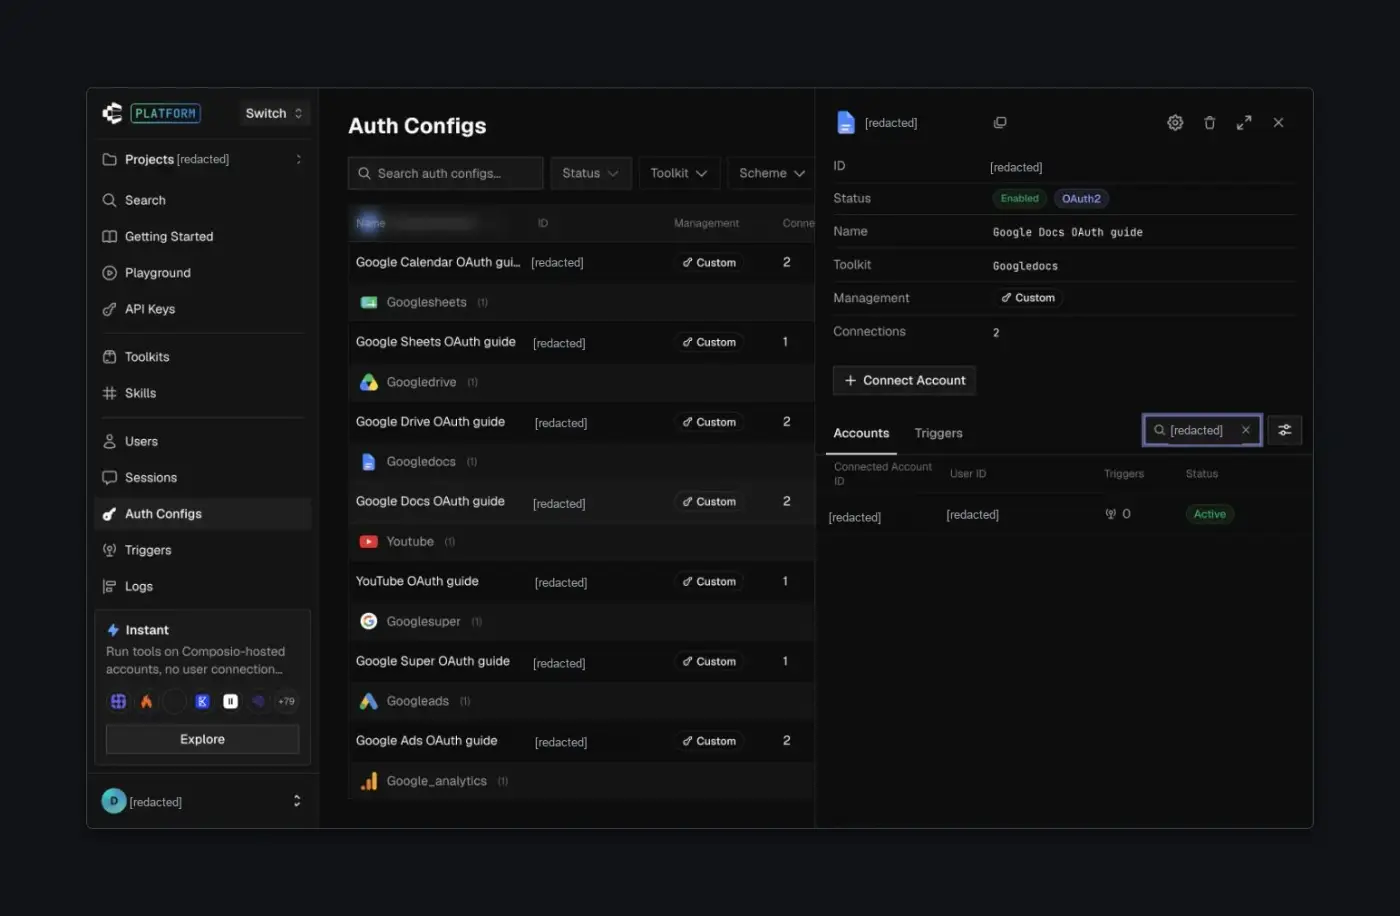 PLATFORM
Switch
Projects [redacted]
Search
Getting Started
Playground
API Keys
Toolkits
Skills
Users
Sessions
Auth Configs
Triggers
Logs
Instant
Run tools on Composio-hosted
accounts, no user connection...
+79
Explore
D [redacted]
Auth Configs
Search auth configs...
Status
Toolkit
Scheme
Name ID Management Conne
Google Calendar OAuth gui... [redacted] Custom 2
Googlesheets (1)
Google Sheets OAuth guide [redacted] Custom 1
Googledrive (1)
Google Drive OAuth guide [redacted] Custom 2
Googledocs (1)
Google Docs OAuth guide [redacted] Custom 2
Youtube (1)
YouTube OAuth guide [redacted] Custom 1
Googlesuper (1)
Google Super OAuth guide [redacted] Custom 1
Googleads (1)
Google Ads OAuth guide [redacted] Custom 2
Google_analytics (1)
[redacted]
ID [redacted]
Status Enabled OAuth2
Name Google Docs OAuth guide
Toolkit Googledocs
Management Custom
Connections 2
+ Connect Account
Accounts Triggers [redacted]
Connected Account
ID
User ID Triggers Status
[redacted] [redacted] 0 Active